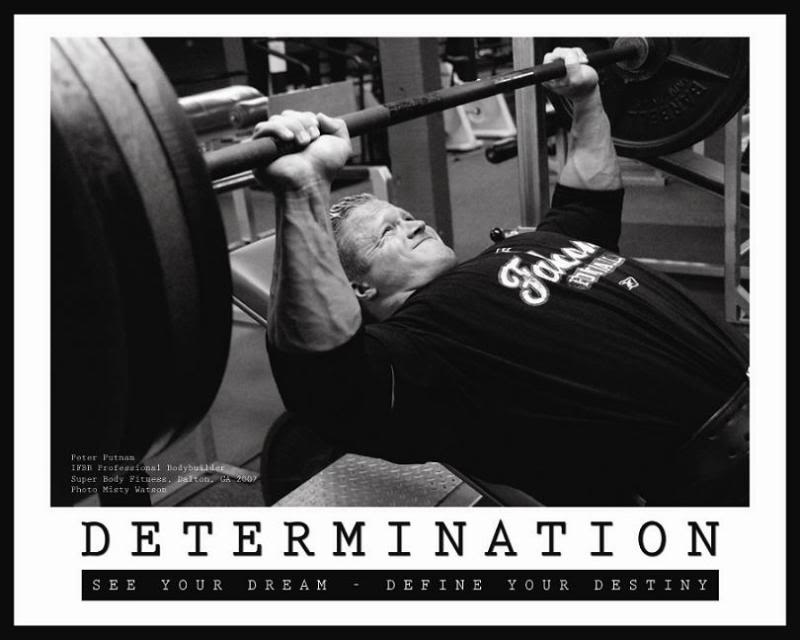 Peter Putnam
IFBB Professional Bodybuilder
Super Body Fitness, Dalton, GA 2007
Photo Misty Watson
DETERMINATION
SEE YOUR DREAM - DEFINE YOUR DESTINY